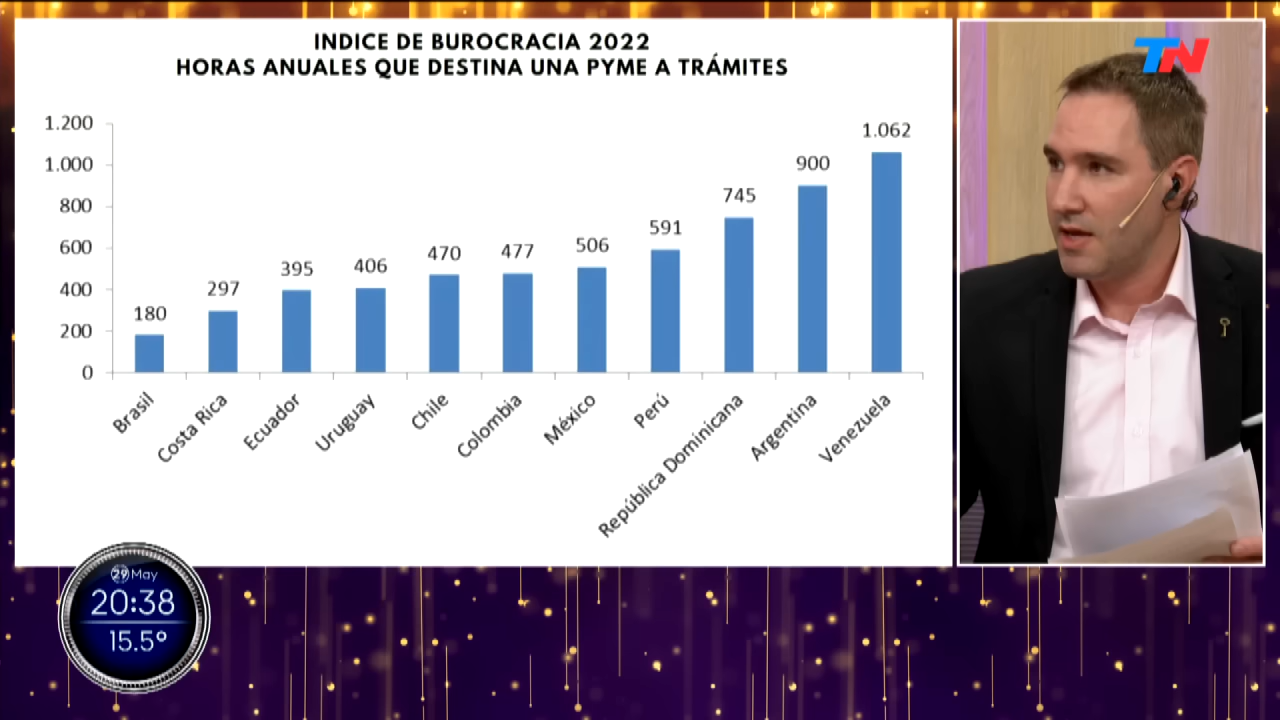 INDICE DE BUROCRACIA 2022
HORAS ANUALES QUE DESTINA UNA PYME A TRÁMITES
TN
1.200
1.000
800
600
400
200
0
180
297
395
406
470
477
506
591
745
900
1.062
Brasil
Costa Rica
Ecuador
Uruguay
Chile
Colombia
México
Perú
República Dominicana
Argentina
Venezuela
29 May
20:38
15.5°